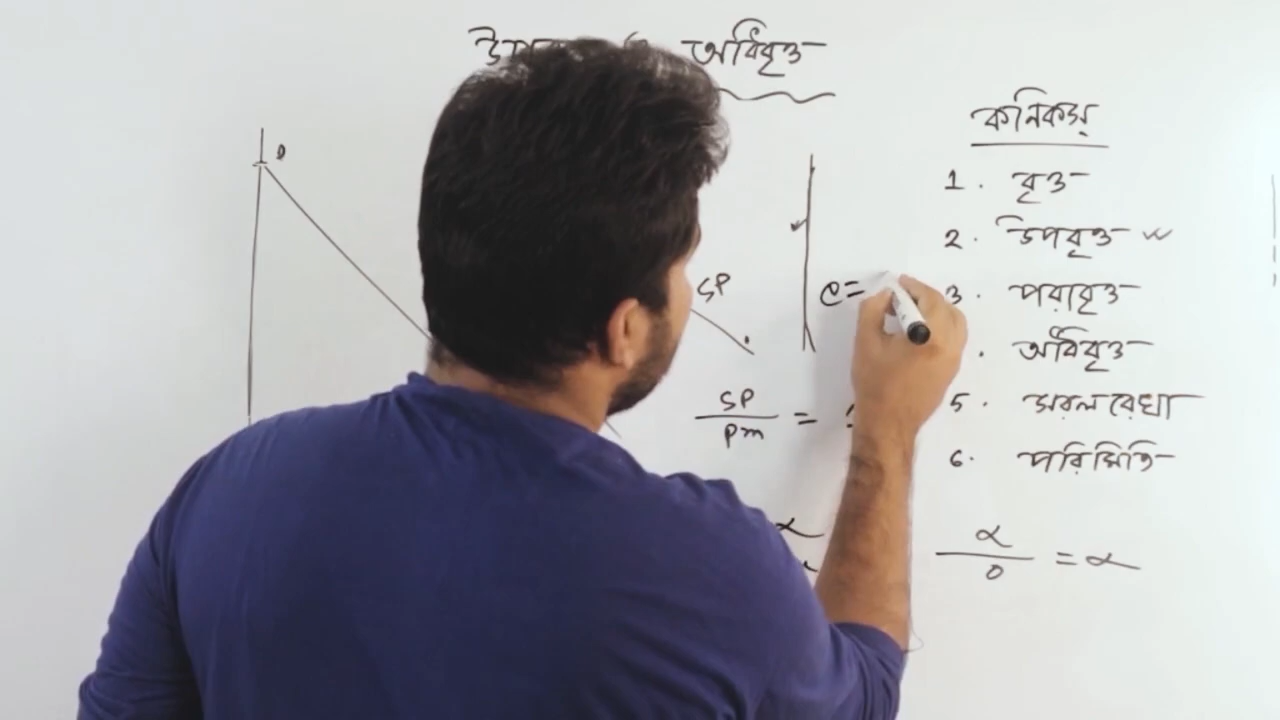 অধিবৃত্ত
কনিকস্
1. বৃত্ত
2. উপবৃত্ত
3. পরাবৃত্ত
. অধিবৃত্ত
5. সরলরেখা
6. পরিমিতি
SP
e=
SP
pm
=
α
0
= α